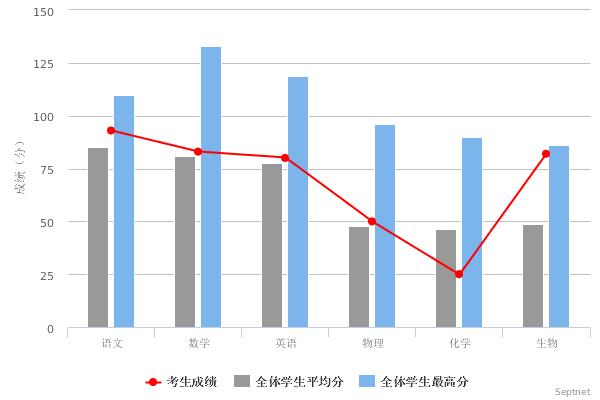 150
125
100
75
50
25
0
成绩（分）
语文
数学
英语
物理
化学
生物
考生成绩
全体学生平均分
全体学生最高分
Septnet